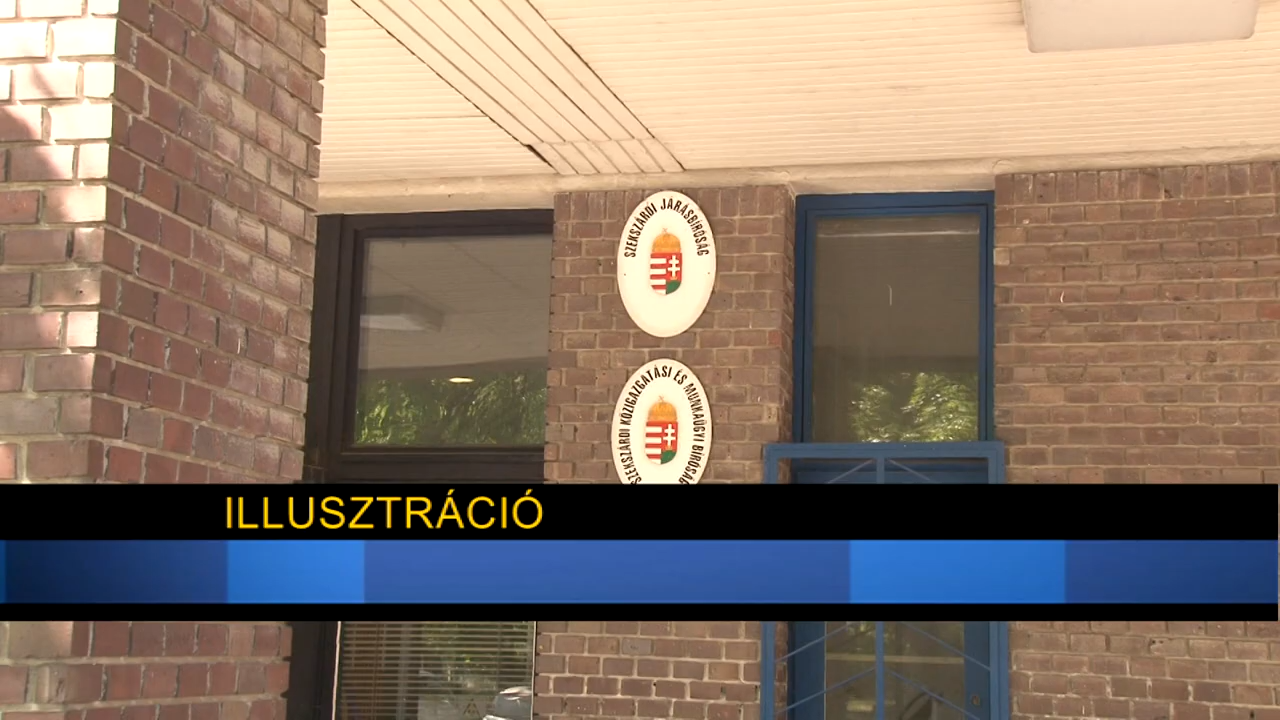 SZEKSZÁRDI JÁRÁSBÍRÓSÁG
SZEKSZÁRDI KÖZIGAZGATÁSI ÉS MUNKAÜGYI BÍRÓSÁG
ILLUSZTRÁCIÓ